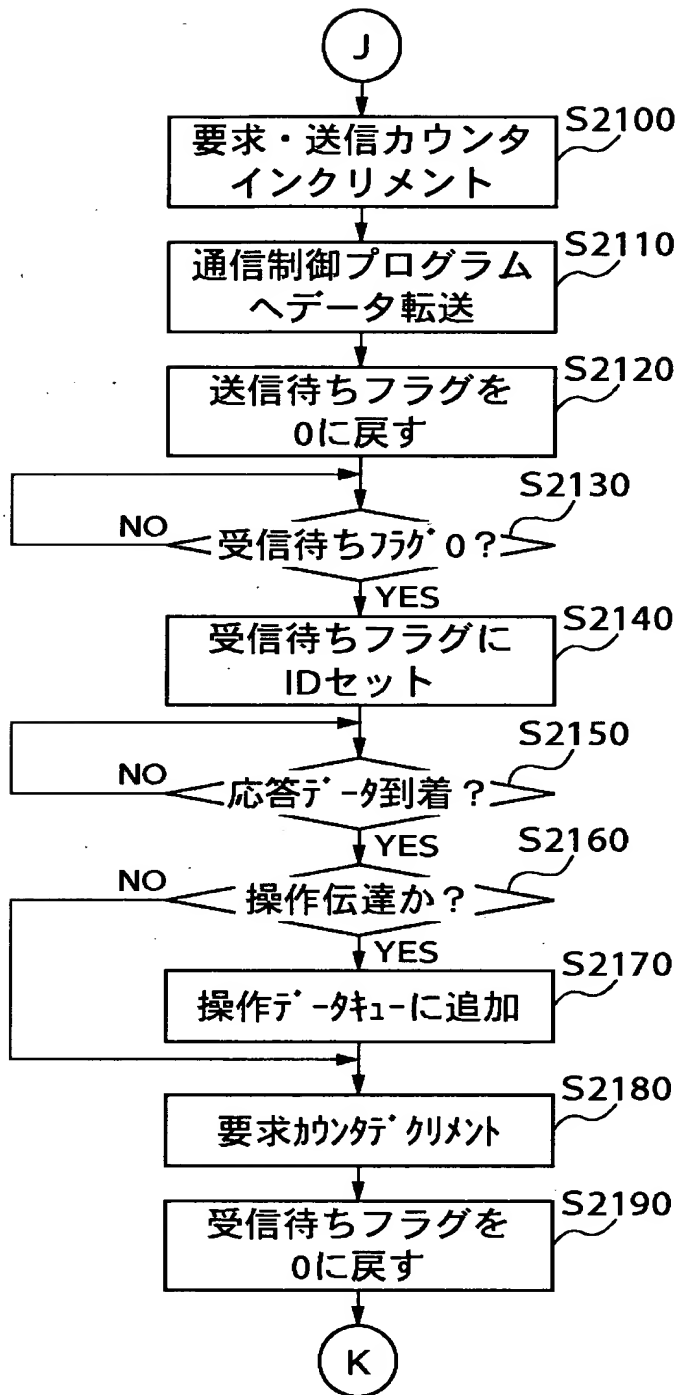 J
S2100
要求・送信カウンタ
インクリメント
S2110
通信制御プログラム
へデータ転送
S2120
送信待ちフラグを
0に戻す
S2130
NO
受信待ちﾌﾗｸﾞ0?
YES
S2140
受信待ちフラグに
IDセット
S2150
NO
応答ﾃﾞｰﾀ到着?
YES
S2160
NO
操作伝達か?
YES
S2170
操作ﾃﾞｰﾀｷｭｰに追加
S2180
要求ｶｳﾝﾀﾃﾞｸﾘﾒﾝﾄ
S2190
受信待ちフラグを
0に戻す
K